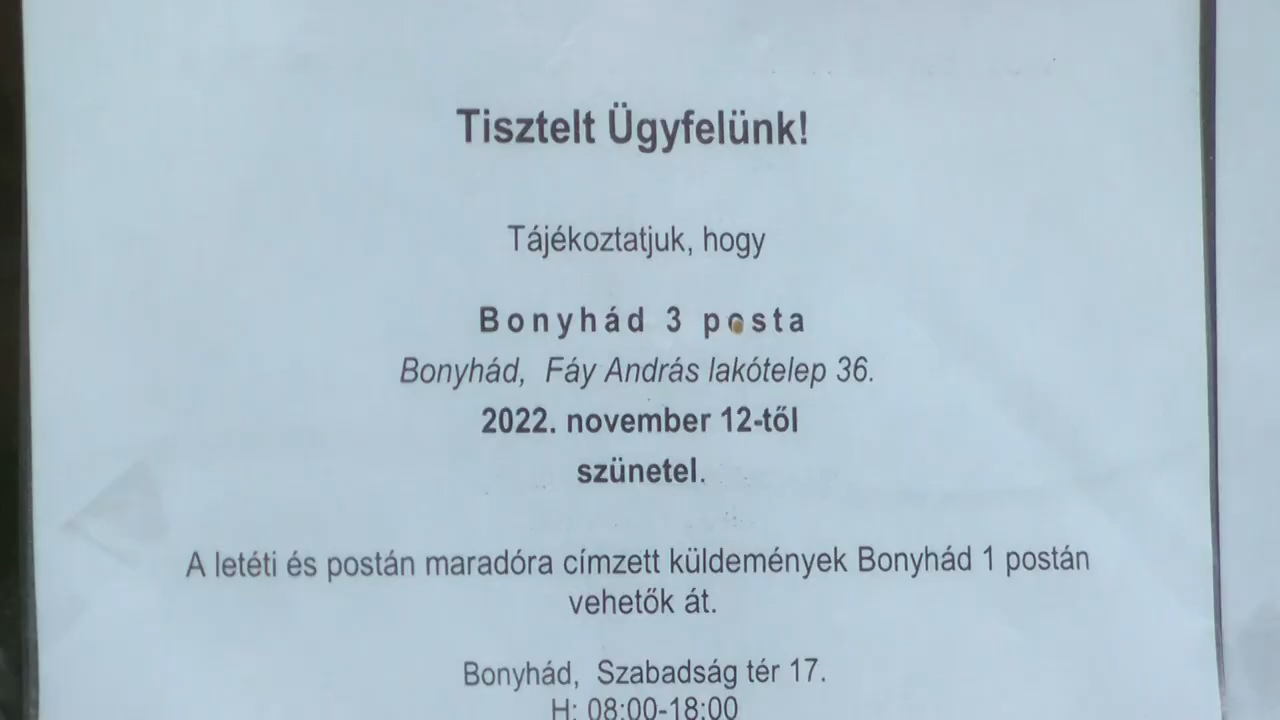 Tisztelt Ügyfelünk!
Tájékoztatjuk, hogy
Bonyhád 3 posta
Bonyhád, Fáy András lakótelep 36.
2022. november 12-től
szünetel.
A letéti és postán maradóra címzett küldemények Bonyhád 1 postán
vehetők át.
Bonyhád, Szabadság tér 17.
H: 08:00-18:00